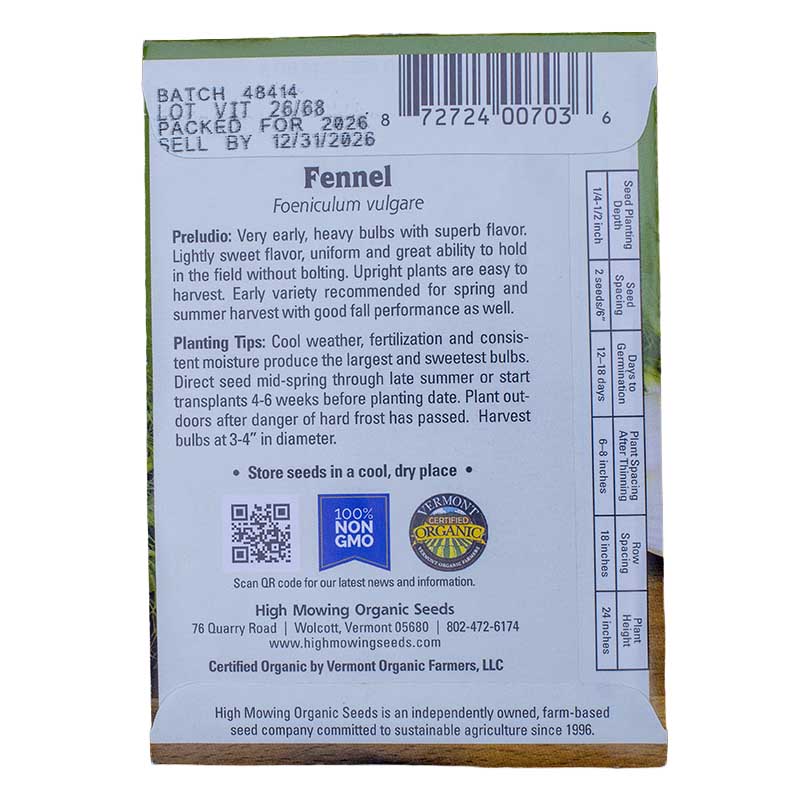 BATCH 48414
LOT VIT 26/68
PACKED FOR 2026
SELL BY 12/31/2026
8 72724 00703 6
Fennel
Foeniculum vulgare
Preludio: Very early, heavy bulbs with superb flavor.
Lightly sweet flavor, uniform and great ability to hold
in the field without bolting. Upright plants are easy to
harvest. Early variety recommended for spring and
summer harvest with good fall performance as well.
Planting Tips: Cool weather, fertilization and consis-
tent moisture produce the largest and sweetest bulbs.
Direct seed mid-spring through late summer or start
transplants 4-6 weeks before planting date. Plant out-
doors after danger of hard frost has passed. Harvest
bulbs at 3-4" in diameter.
• Store seeds in a cool, dry place •
100%
NON
GMO
VERMONT
CERTIFIED
ORGANIC
VERMONT ORGANIC FARMERS
Scan QR code for our latest news and information.
High Mowing Organic Seeds
76 Quarry Road | Wolcott, Vermont 05680 | 802-472-6174
www.highmowingseeds.com
Certified Organic by Vermont Organic Farmers, LLC
High Mowing Organic Seeds is an independently owned, farm-based
seed company committed to sustainable agriculture since 1996.
Seed Planting
Depth
1/4-1/2 inch
Seed
Spacing
2 seeds/6"
Days to
Germination
12–18 days
Plant Spacing
After Thinning
6–8 inches
Row
Spacing
18 inches
Plant
Height
24 inches